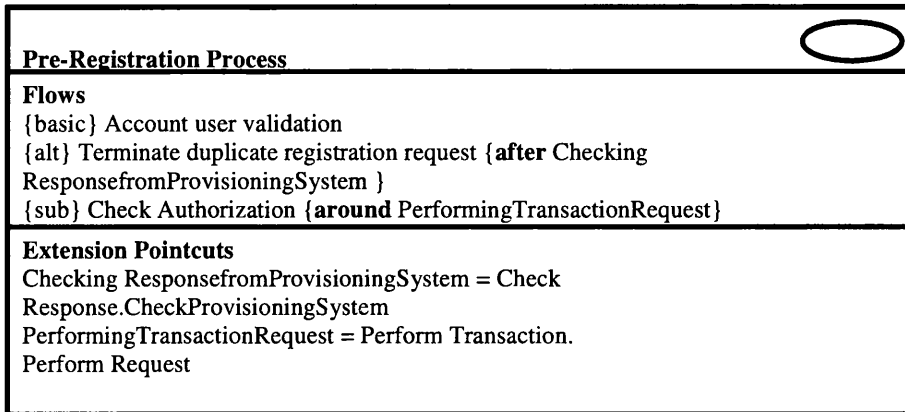 Pre-Registration Process
Flows
{basic} Account user validation
{alt} Terminate duplicate registration request {after Checking
ResponsefromProvisioningSystem }
{sub} Check Authorization {around PerformingTransactionRequest}
Extension Pointcuts
Checking ResponsefromProvisioningSystem = Check
Response.CheckProvisioningSystem
PerformingTransactionRequest = Perform Transaction.
Perform Request